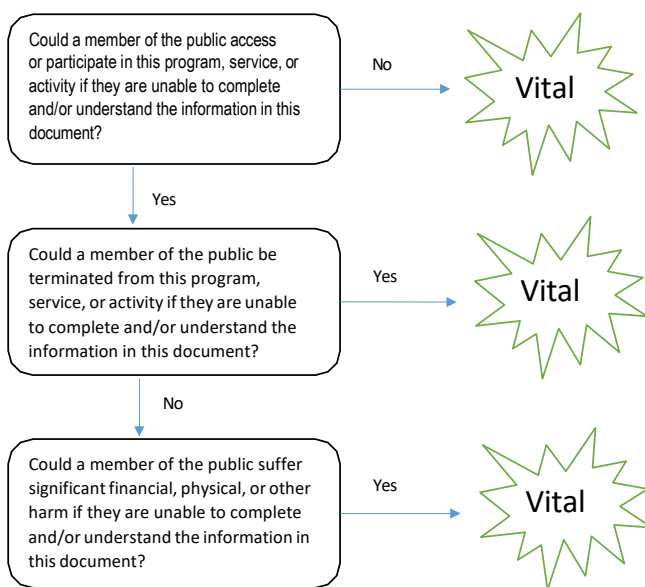 Could a member of the public access
or participate in this program, service, or
activity if they are unable to complete
and/or understand the information in this
document?
No
Vital
Yes
Could a member of the public be
terminated from this program,
service, or activity if they are unable
to complete and/or understand the
information in this document?
Yes
Vital
No
Could a member of the public suffer
significant financial, physical, or other
harm if they are unable to complete
and/or understand the information in
this document?
Yes
Vital